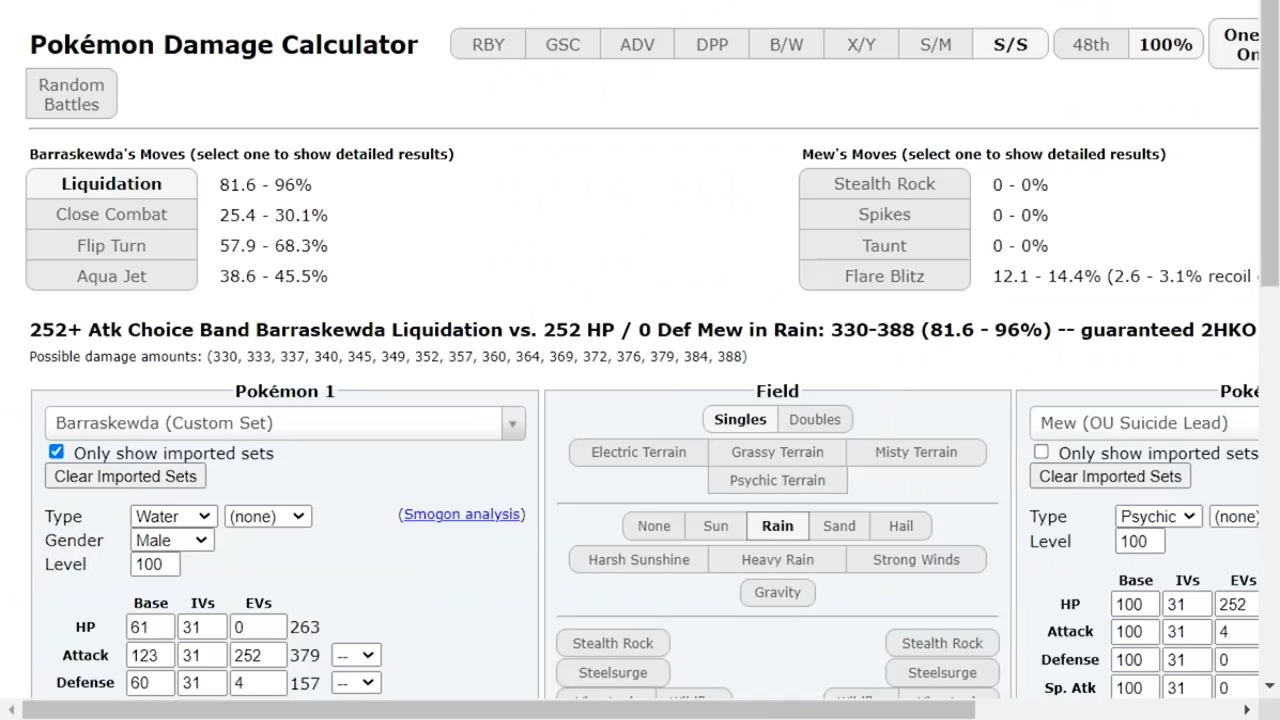 Pokémon Damage Calculator RBY GSC ADV DPP B/W X/Y S/M S/S 48th 100% One
On
Random
Battles
Barraskewda's Moves (select one to show detailed results)
Liquidation 81.6 - 96%
Close Combat 25.4 - 30.1%
Flip Turn 57.9 - 68.3%
Aqua Jet 38.6 - 45.5%
Mew's Moves (select one to show detailed results)
Stealth Rock 0 - 0%
Spikes 0 - 0%
Taunt 0 - 0%
Flare Blitz 12.1 - 14.4% (2.6 - 3.1% recoil
252+ Atk Choice Band Barraskewda Liquidation vs. 252 HP / 0 Def Mew in Rain: 330-388 (81.6 - 96%) -- guaranteed 2HKO
Possible damage amounts: (330, 333, 337, 340, 345, 349, 352, 357, 360, 364, 369, 372, 376, 379, 384, 388)
Pokémon 1
Barraskewda (Custom Set)
Only show imported sets
Clear Imported Sets
Type Water (none) (Smogon analysis)
Gender Male
Level 100
Base IVs EVs
HP 61 31 0 263
Attack 123 31 252 379 --
Defense 60 31 4 157 --
Field
Singles Doubles
Electric Terrain Grassy Terrain Misty Terrain
Psychic Terrain
None Sun Rain Sand Hail
Harsh Sunshine Heavy Rain Strong Winds
Gravity
Stealth Rock Stealth Rock
Steelsurge Steelsurge
Poké
Mew (OU Suicide Lead)
Only show imported sets
Clear Imported Sets
Type Psychic (none)
Level 100
Base IVs EVs
HP 100 31 252
Attack 100 31 4
Defense 100 31 0
Sp. Atk 100 31 0